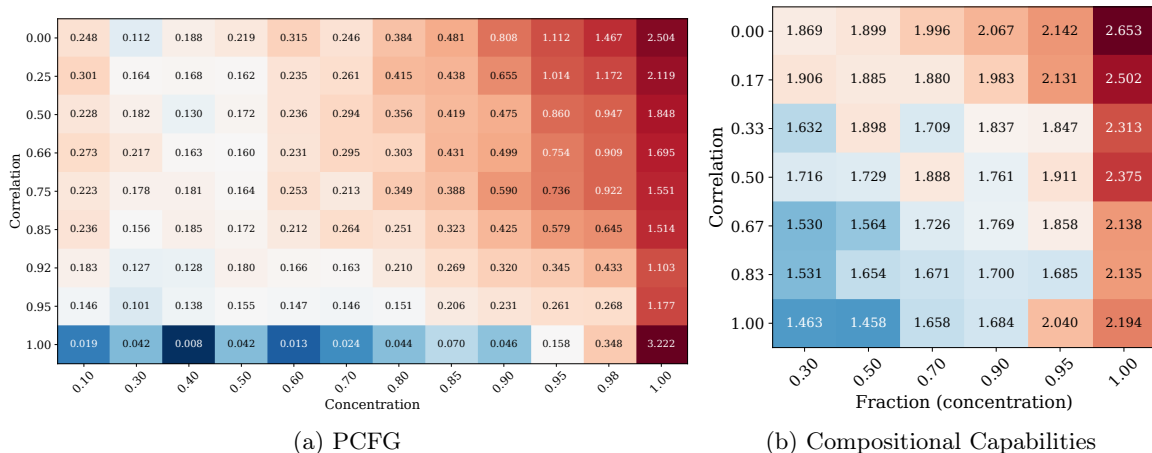 0.00 0.248 0.112 0.188 0.219 0.315 0.246 0.384 0.481 0.808 1.112 1.467 2.504
0.25 0.301 0.164 0.168 0.162 0.235 0.261 0.415 0.438 0.655 1.014 1.172 2.119
0.50 0.228 0.182 0.130 0.172 0.236 0.294 0.356 0.419 0.475 0.860 0.947 1.848
0.66 0.273 0.217 0.163 0.160 0.231 0.295 0.303 0.431 0.499 0.754 0.909 1.695
0.75 0.223 0.178 0.181 0.164 0.253 0.213 0.349 0.388 0.590 0.736 0.922 1.551
0.85 0.236 0.156 0.185 0.172 0.212 0.264 0.251 0.323 0.425 0.579 0.645 1.514
0.92 0.183 0.127 0.128 0.180 0.166 0.163 0.210 0.269 0.320 0.345 0.433 1.103
0.95 0.146 0.101 0.138 0.155 0.147 0.146 0.151 0.206 0.231 0.261 0.268 1.177
1.00 0.019 0.042 0.008 0.042 0.013 0.024 0.044 0.070 0.046 0.158 0.348 3.222
0.10 0.30 0.40 0.50 0.60 0.70 0.80 0.85 0.90 0.95 0.98 1.00
Correlation
Concentration
(a) PCFG
0.00 1.869 1.899 1.996 2.067 2.142 2.653
0.17 1.906 1.885 1.880 1.983 2.131 2.502
0.33 1.632 1.898 1.709 1.837 1.847 2.313
0.50 1.716 1.729 1.888 1.761 1.911 2.375
0.67 1.530 1.564 1.726 1.769 1.858 2.138
0.83 1.531 1.654 1.671 1.700 1.685 2.135
1.00 1.463 1.458 1.658 1.684 2.040 2.194
0.30 0.50 0.70 0.90 0.95 1.00
Correlation
Fraction (concentration)
(b) Compositional Capabilities